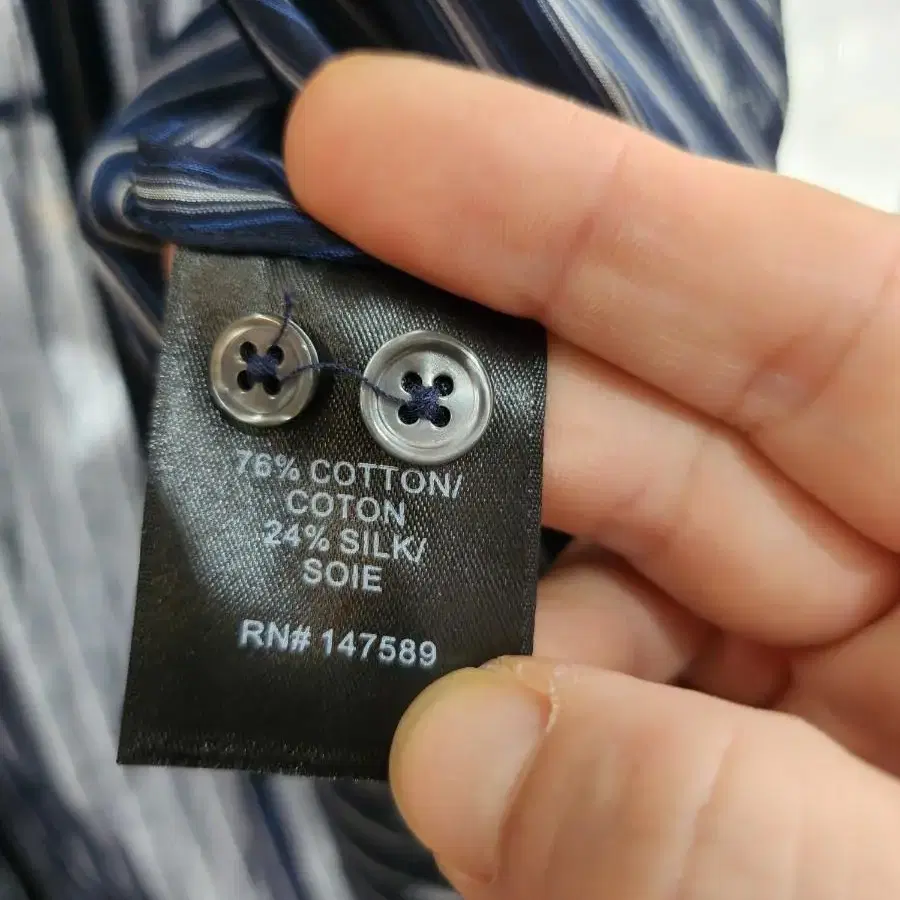 76% COTTON/
COTON
24% SILK/
SOIE
RN# 147589